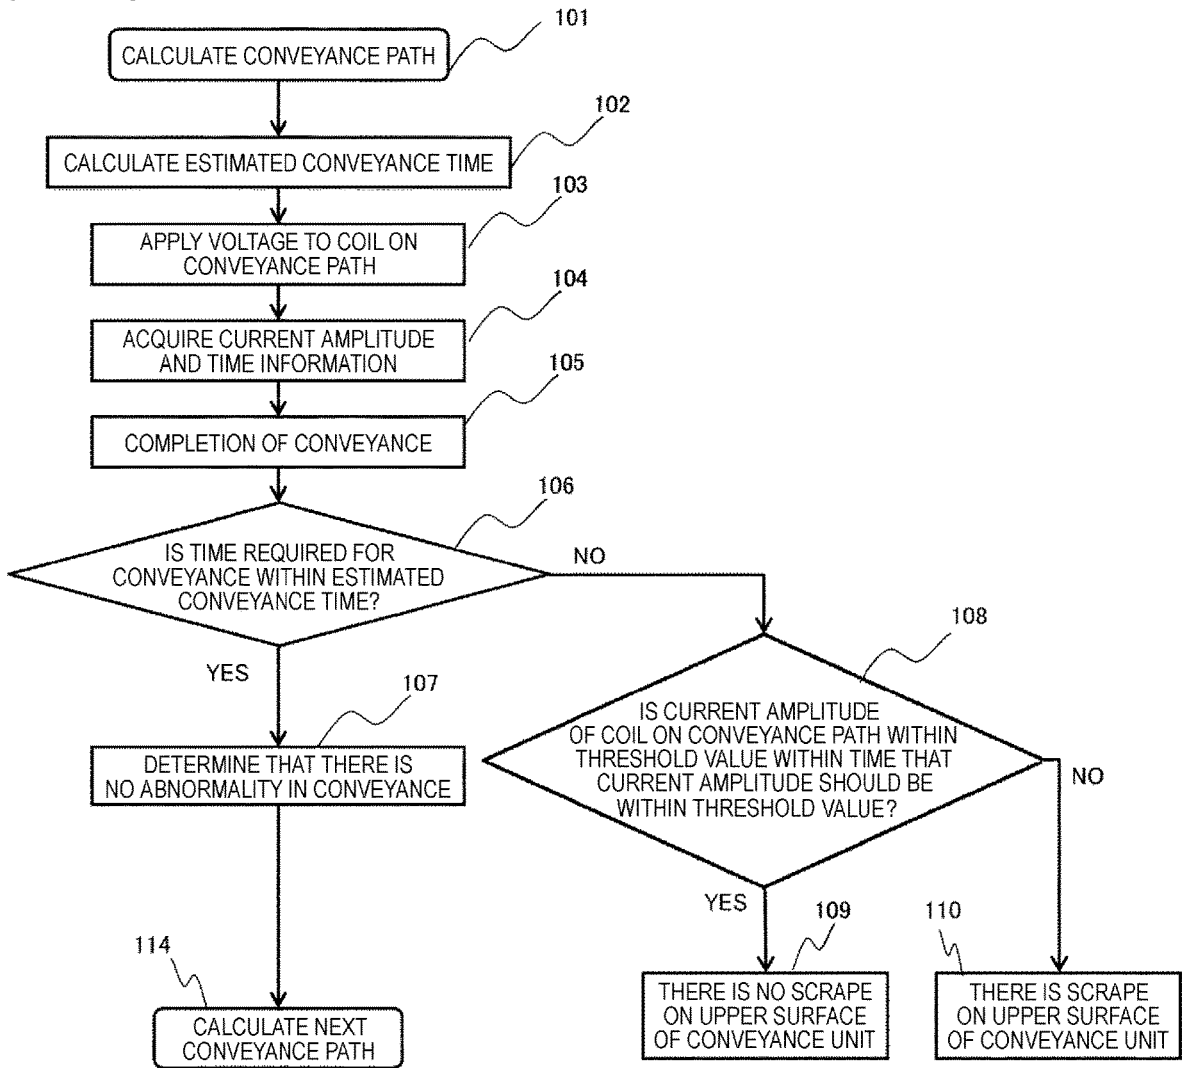 101
CALCULATE CONVEYANCE PATH
102
CALCULATE ESTIMATED CONVEYANCE TIME
103
APPLY VOLTAGE TO COIL ON
CONVEYANCE PATH
104
ACQUIRE CURRENT AMPLITUDE
AND TIME INFORMATION
105
COMPLETION OF CONVEYANCE
106
IS TIME REQUIRED FOR
CONVEYANCE WITHIN ESTIMATED
CONVEYANCE TIME?
NO
YES
107
DETERMINE THAT THERE IS
NO ABNORMALITY IN CONVEYANCE
108
IS CURRENT AMPLITUDE
OF COIL ON CONVEYANCE PATH WITHIN
THRESHOLD VALUE WITHIN TIME THAT
CURRENT AMPLITUDE SHOULD BE
WITHIN THRESHOLD VALUE?
NO
YES
109
THERE IS NO SCRAPE
ON UPPER SURFACE
OF CONVEYANCE UNIT
110
THERE IS SCRAPE
ON UPPER SURFACE
OF CONVEYANCE UNIT
114
CALCULATE NEXT
CONVEYANCE PATH